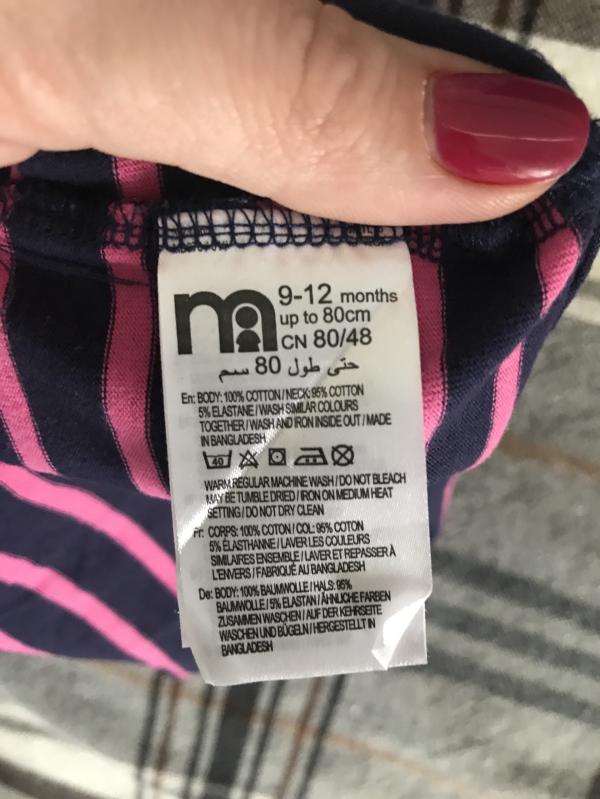 m
9-12 months
up to 80cm
CN 80/48
حتى طول 80 سم
En: BODY: 100% COTTON / NECK: 95% COTTON
5% ELASTANE / WASH SIMILAR COLOURS
TOGETHER / WASH AND IRON INSIDE OUT / MADE
IN BANGLADESH
40
WARM REGULAR MACHINE WASH / DO NOT BLEACH
MAY BE TUMBLE DRIED / IRON ON MEDIUM HEAT
SETTING / DO NOT DRY CLEAN
Fr: CORPS: 100% COTON / COL: 95% COTON
5% ÉLASTHANNE / LAVER LES COULEURS
SIMILAIRES ENSEMBLE / LAVER ET REPASSER À
L'ENVERS / FABRIQUÉ AU BANGLADESH
De: BODY: 100% BAUMWOLLE / HALS: 95%
BAUMWOLLE / 5% ELASTAN / ÄHNLICHE FARBEN
ZUSAMMEN WASCHEN / AUF DER KEHRSEITE
WASCHEN UND BÜGELN / HERGESTELLT IN
BANGLADESH